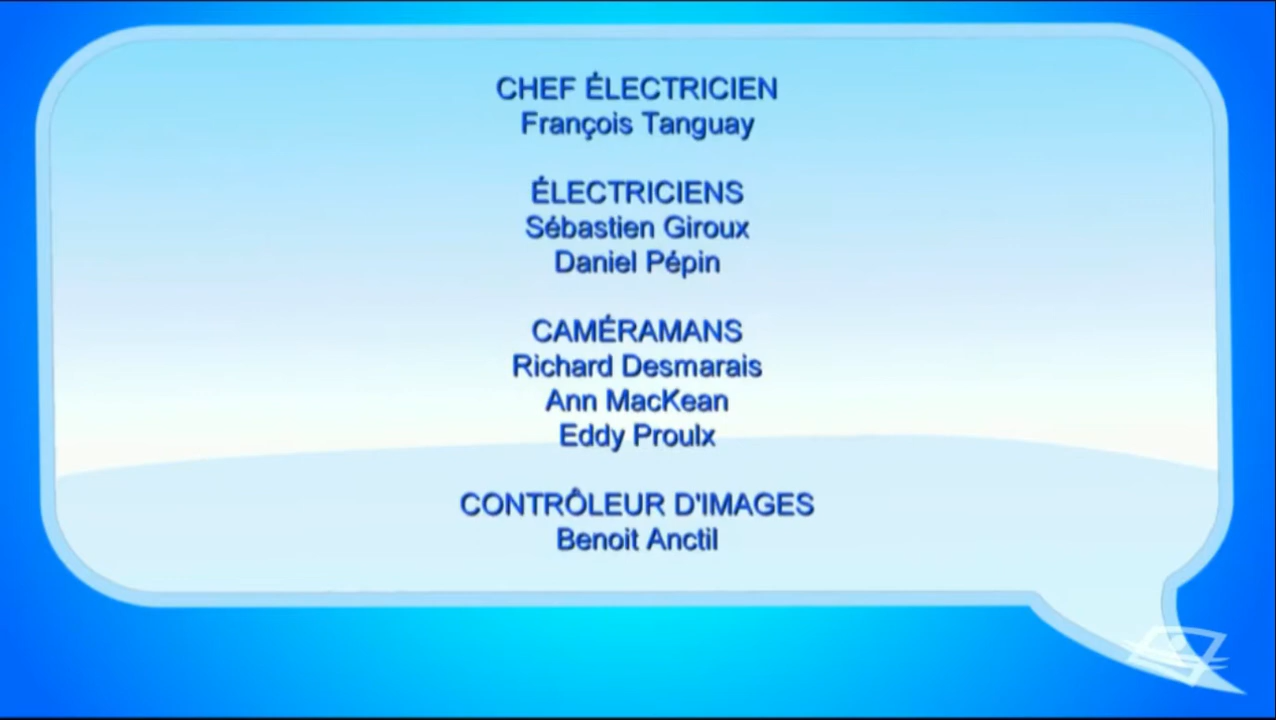 CHEF ÉLECTRICIEN
François Tanguay
ÉLECTRICIENS
Sébastien Giroux
Daniel Pépin
CAMÉRAMANS
Richard Desmarais
Ann MacKean
Eddy Proulx
CONTRÔLEUR D'IMAGES
Benoit Anctil